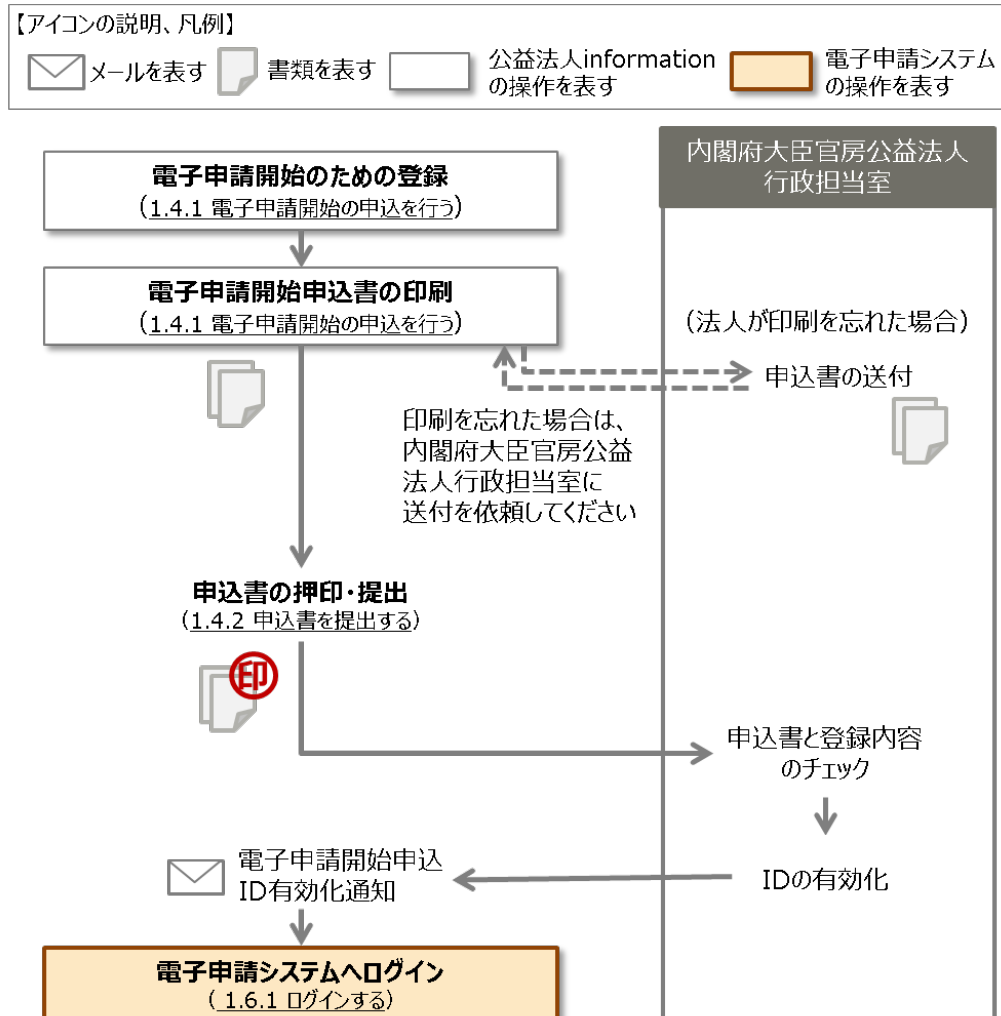 【アイコンの説明、凡例】
メールを表す
書類を表す
公益法人information
の操作を表す
電子申請システム
の操作を表す
内閣府大臣官房公益法人
行政担当室
電子申請開始のための登録
(1.4.1 電子申請開始の申込を行う)
電子申請開始申込書の印刷
(1.4.1 電子申請開始の申込を行う)
(法人が印刷を忘れた場合)
申込書の送付
印刷を忘れた場合は、
内閣府大臣官房公益
法人行政担当室に
送付を依頼してください
申込書の押印・提出
(1.4.2 申込書を提出する)
印
申込書と登録内容
のチェック
電子申請開始申込
ID有効化通知
IDの有効化
電子申請システムへログイン
( 1.6.1 ログインする)